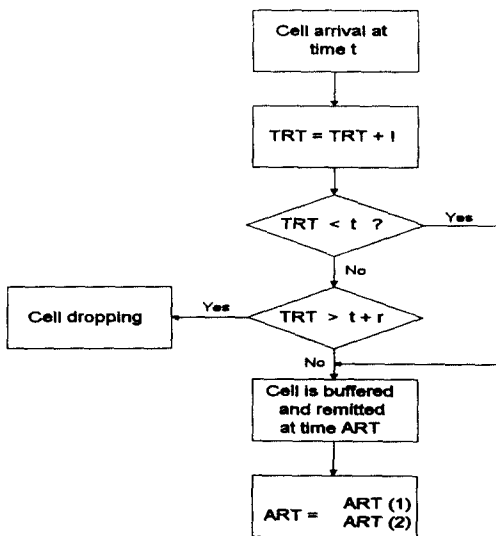 Cell arrival at
time t
TRT = TRT + I
TRT < t ?
Yes
No
Cell dropping
Yes
TRT > t + r
No
Cell is buffered
and remitted
at time ART
ART = ART (1)
ART (2)